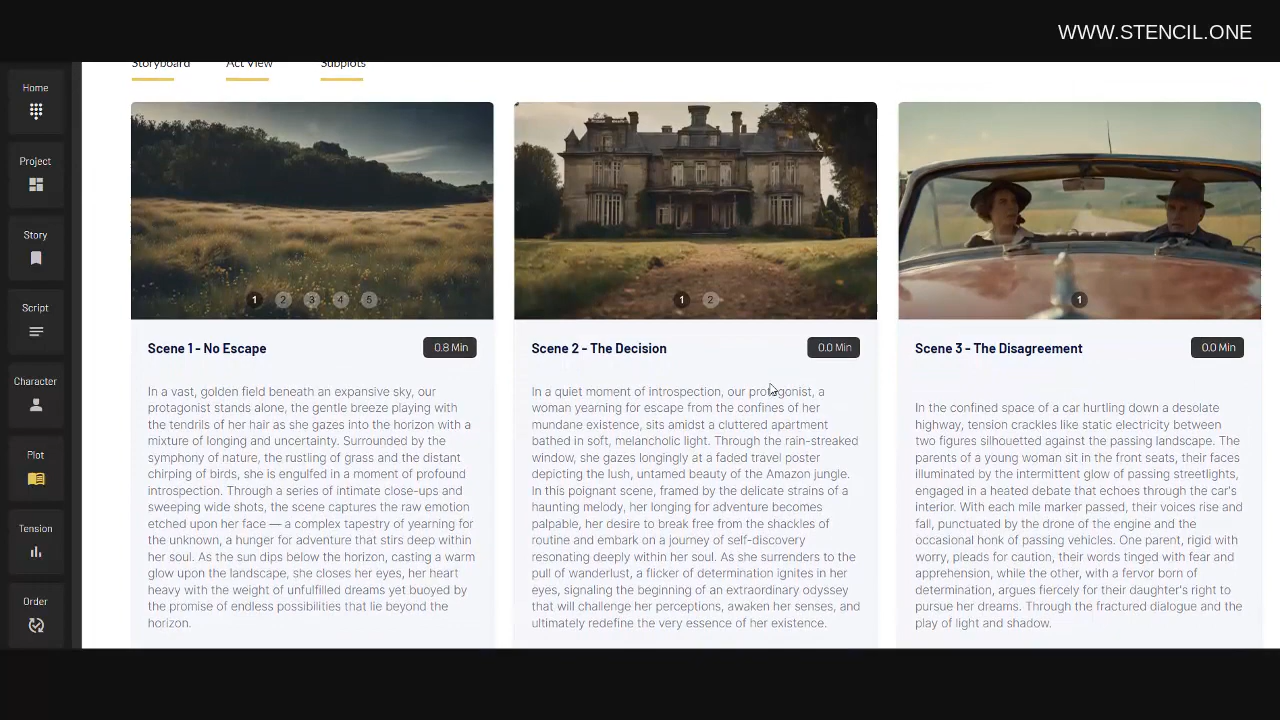 WWW.STENCIL.ONE
Storyboard
Act View
Subplots
Home
Project
Story
Script
Character
Plot
Tension
Order
1
2
3
4
5
Scene 1 - No Escape
0.8 Min
In a vast, golden field beneath an expansive sky, our
protagonist stands alone, the gentle breeze playing with
the tendrils of her hair as she gazes into the horizon with a
mixture of longing and uncertainty. Surrounded by the
symphony of nature, the rustling of grass and the distant
chirping of birds, she is engulfed in a moment of profound
introspection. Through a series of intimate close-ups and
sweeping wide shots, the scene captures the raw emotion
etched upon her face — a complex tapestry of yearning for
the unknown, a hunger for adventure that stirs deep within
her soul. As the sun dips below the horizon, casting a warm
glow upon the landscape, she closes her eyes, her heart
heavy with the weight of unfulfilled dreams yet buoyed by
the promise of endless possibilities that lie beyond the
horizon.
1
2
Scene 2 - The Decision
0.0 Min
In a quiet moment of introspection, our protagonist, a
woman yearning for escape from the confines of her
mundane existence, sits amidst a cluttered apartment
bathed in soft, melancholic light. Through the rain-streaked
window, she gazes longingly at a faded travel poster
depicting the lush, untamed beauty of the Amazon jungle.
In this poignant scene, framed by the delicate strains of a
haunting melody, her longing for adventure becomes
palpable, her desire to break free from the shackles of
routine and embark on a journey of self-discovery
resonating deeply within her soul. As she surrenders to the
pull of wanderlust, a flicker of determination ignites in her
eyes, signaling the beginning of an extraordinary odyssey
that will challenge her perceptions, awaken her senses, and
ultimately redefine the very essence of her existence.
1
Scene 3 - The Disagreement
0.0 Min
In the confined space of a car hurtling down a desolate
highway, tension crackles like static electricity between
two figures silhouetted against the passing landscape. The
parents of a young woman sit in the front seats, their faces
illuminated by the intermittent glow of passing streetlights,
engaged in a heated debate that echoes through the car's
interior. With each mile marker passed, their voices rise and
fall, punctuated by the drone of the engine and the
occasional honk of passing vehicles. One parent, rigid with
worry, pleads for caution, their words tinged with fear and
apprehension, while the other, with a fervor born of
determination, argues fiercely for their daughter's right to
pursue her dreams. Through the fractured dialogue and the
play of light and shadow.